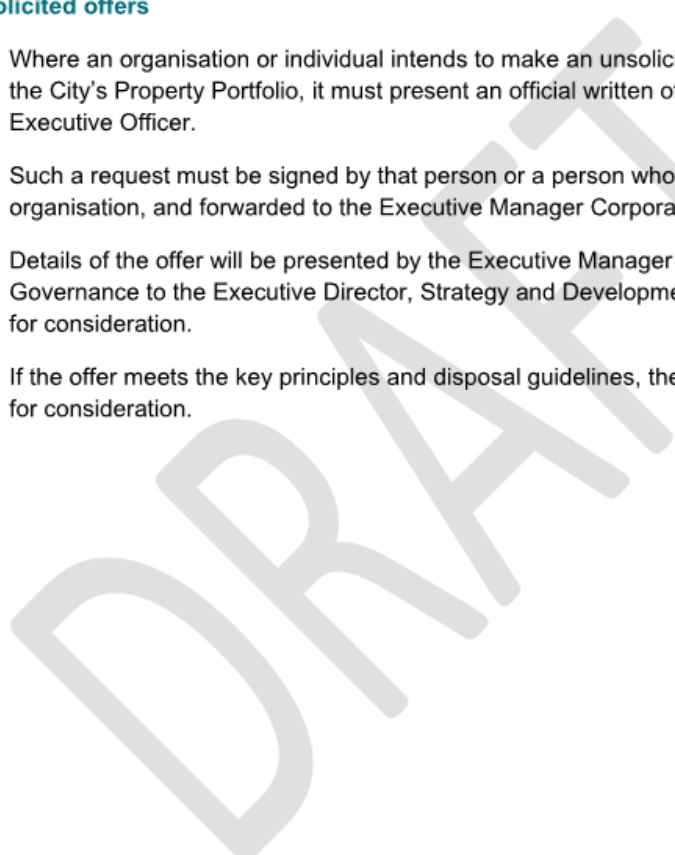 olicited offers
Where an organisation or individual intends to make an unsolici
the City's Property Portfolio, it must present an official written of
Executive Officer.
Such a request must be signed by that person or a person who
organisation, and forwarded to the Executive Manager Corpora
Details of the offer will be presented by the Executive Manager
Governance to the Executive Director, Strategy and Developme
for consideration.
If the offer meets the key principles and disposal guidelines, the
for consideration.
DRAFT